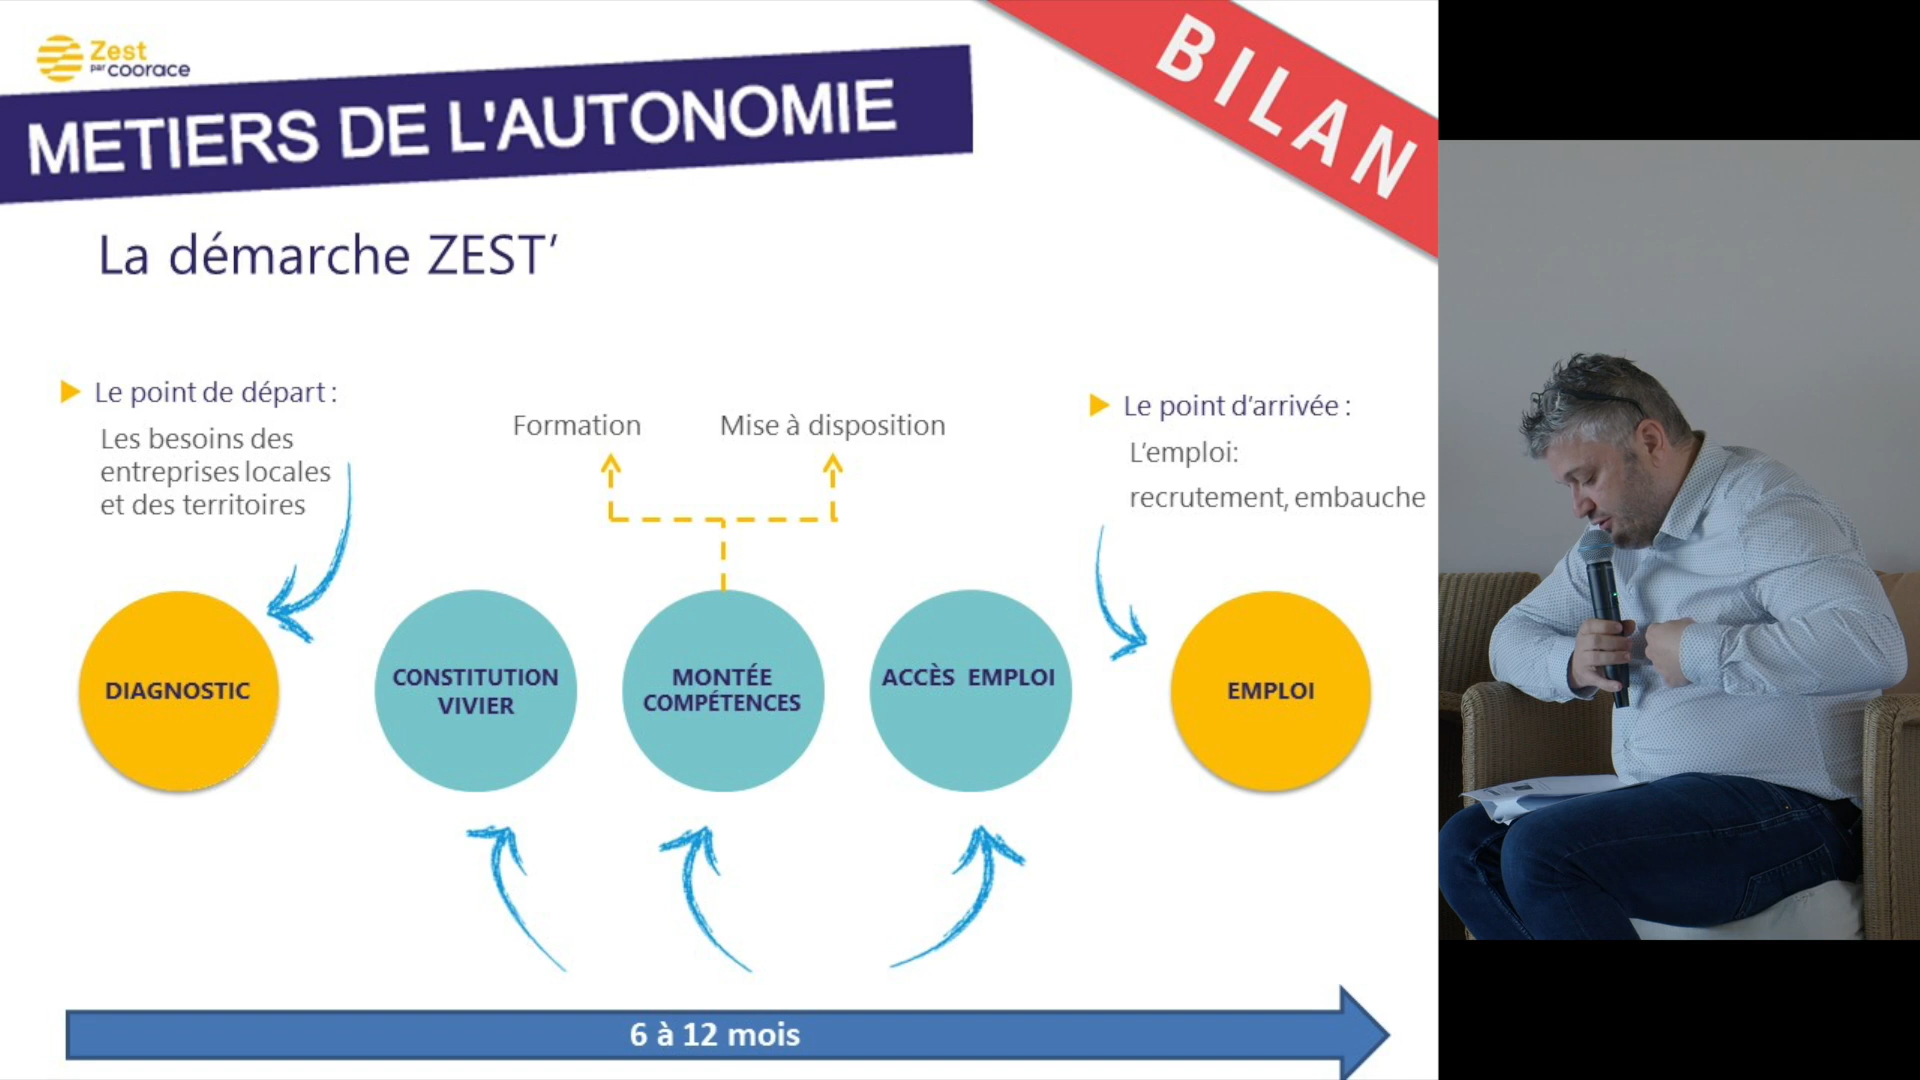 Zest
par coorace
METIERS DE L'AUTONOMIE
BILAN
La démarche ZEST’
Le point de départ :
Les besoins des
entreprises locales
et des territoires
Formation
Mise à disposition
Le point d’arrivée :
L’emploi:
recrutement, embauche
DIAGNOSTIC
CONSTITUTION
VIVIER
MONTÉE
COMPÉTENCES
ACCÈS EMPLOI
EMPLOI
6 à 12 mois